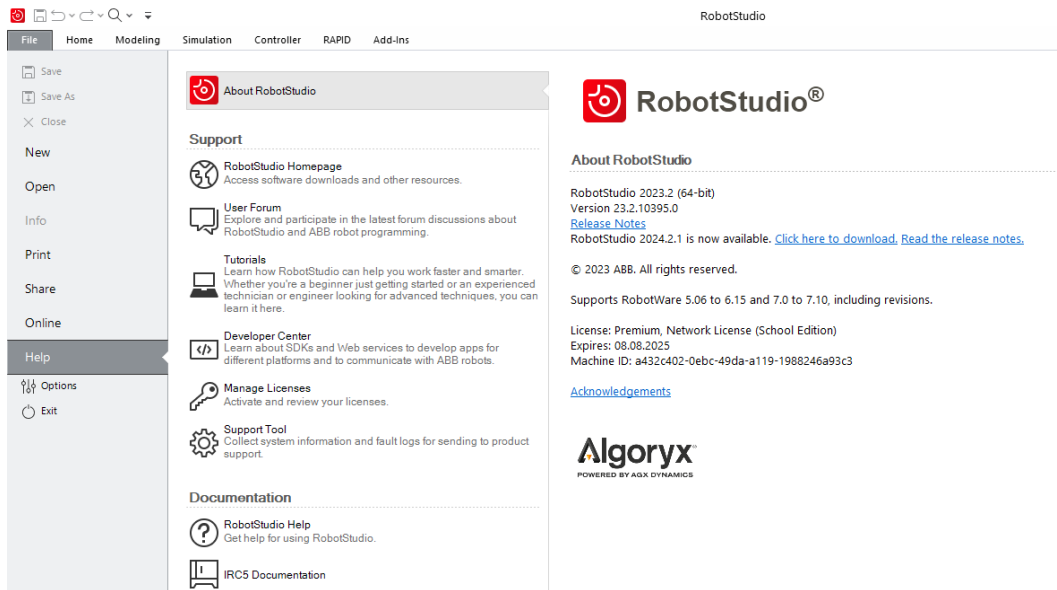 RobotStudio
File Home Modeling Simulation Controller RAPID Add-Ins
Save
Save As
Close
New
Open
Info
Print
Share
Online
Help
Options
Exit
About RobotStudio
Support
RobotStudio Homepage
Access software downloads and other resources.
User Forum
Explore and participate in the latest forum discussions about
RobotStudio and ABB robot programming.
Tutorials
Learn how RobotStudio can help you work faster and smarter.
Whether you're a beginner just getting started or an experienced
technician or engineer looking for advanced techniques, you can
learn it here.
Developer Center
Learn about SDKs and Web services to develop apps for
different platforms and to communicate with ABB robots.
Manage Licenses
Activate and review your licenses.
Support Tool
Collect system information and fault logs for sending to product
support.
Documentation
RobotStudio Help
Get help for using RobotStudio.
IRC5 Documentation
RobotStudio®
About RobotStudio
RobotStudio 2023.2 (64-bit)
Version 23.2.10395.0
Release Notes
RobotStudio 2024.2.1 is now available. Click here to download. Read the release notes.
© 2023 ABB. All rights reserved.
Supports RobotWare 5.06 to 6.15 and 7.0 to 7.10, including revisions.
License: Premium, Network License (School Edition)
Expires: 08.08.2025
Machine ID: a432c402-0ebc-49da-a119-1988246a93c3
Acknowledgements
Algoryx
POWERED BY AGX DYNAMICS